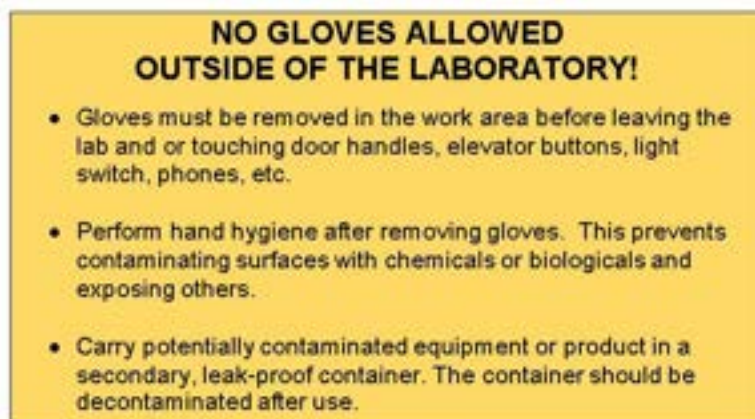 NO GLOVES ALLOWED
OUTSIDE OF THE LABORATORY!
• Gloves must be removed in the work area before leaving the
lab and or touching door handles, elevator buttons, light
switch, phones, etc.
• Perform hand hygiene after removing gloves.  This prevents
contaminating surfaces with chemicals or biologicals and
exposing others.
• Carry potentially contaminated equipment or product in a
secondary, leak-proof container. The container should be
decontaminated after use.